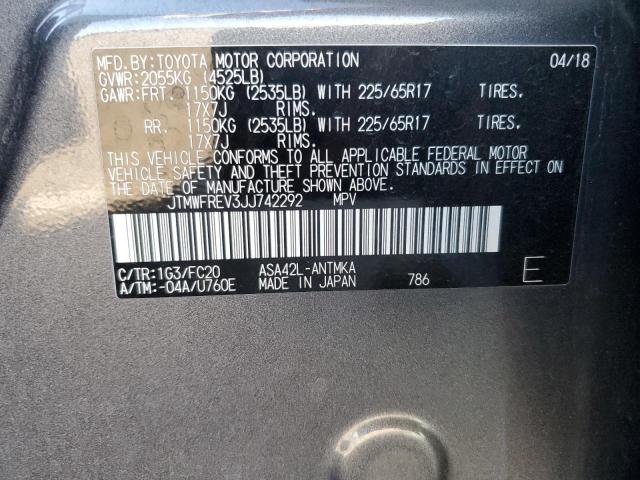 MFD.BY:TOYOTA MOTOR CORPORATION 04/18
GVWR:2055KG (4525LB)
GAWR:FRT. 1150KG (2535LB) WITH 225/65R17 TIRES.
17X7J RIMS.
RR. 1150KG (2535LB) WITH 225/65R17 TIRES.
17X7J RIMS.
THIS VEHICLE CONFORMS TO ALL APPLICABLE FEDERAL MOTOR
VEHICLE SAFETY AND THEFT PREVENTION STANDARDS IN EFFECT ON
THE DATE OF MANUFACTURE SHOWN ABOVE.
JTMWFREV3JJ742292 MPV
C/TR:1G3/FC20 ASA42L-ANTMKA
A/TM:-04A/U760E MADE IN JAPAN 786 E